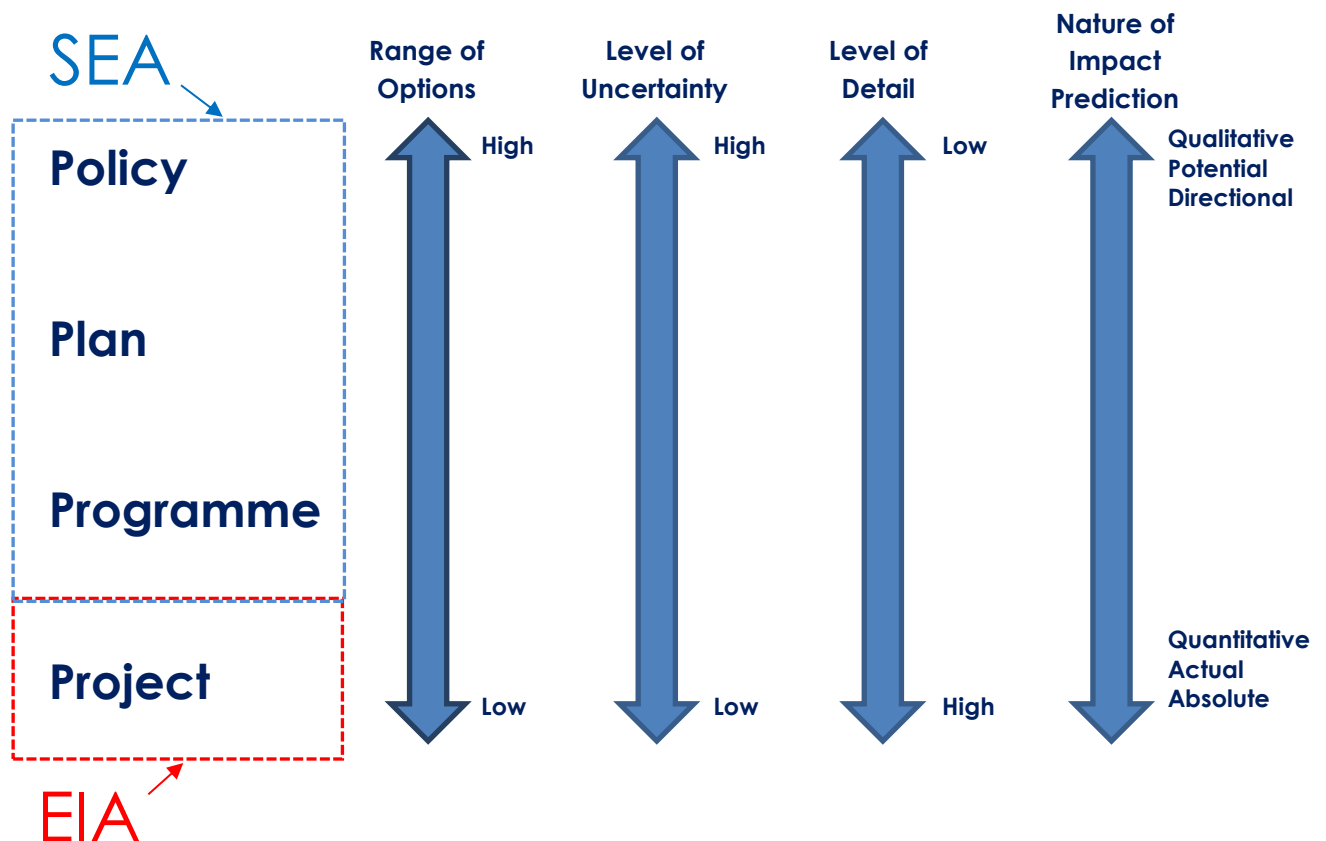 SEA
Range of
Options
Level of
Uncertainty
Level of
Detail
Nature of
Impact
Prediction
Policy
High
High
Low
Qualitative
Potential
Directional
Plan
Programme
Project
Low
Low
High
Quantitative
Actual
Absolute
EIA